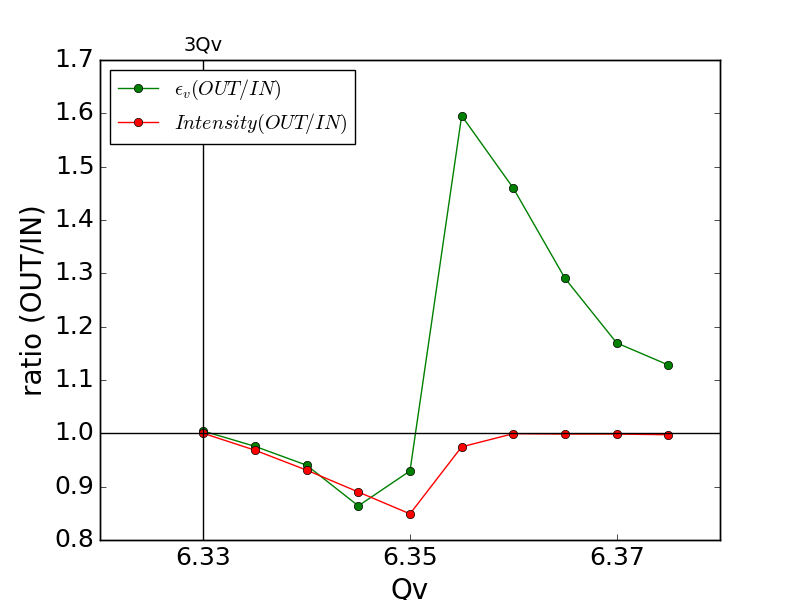 3Qv
ϵv(OUT/IN)
Intensity(OUT/IN)
1.7
1.6
1.5
1.4
1.3
1.2
1.1
1.0
0.9
0.8
ratio (OUT/IN)
6.33 6.35 6.37
Qv